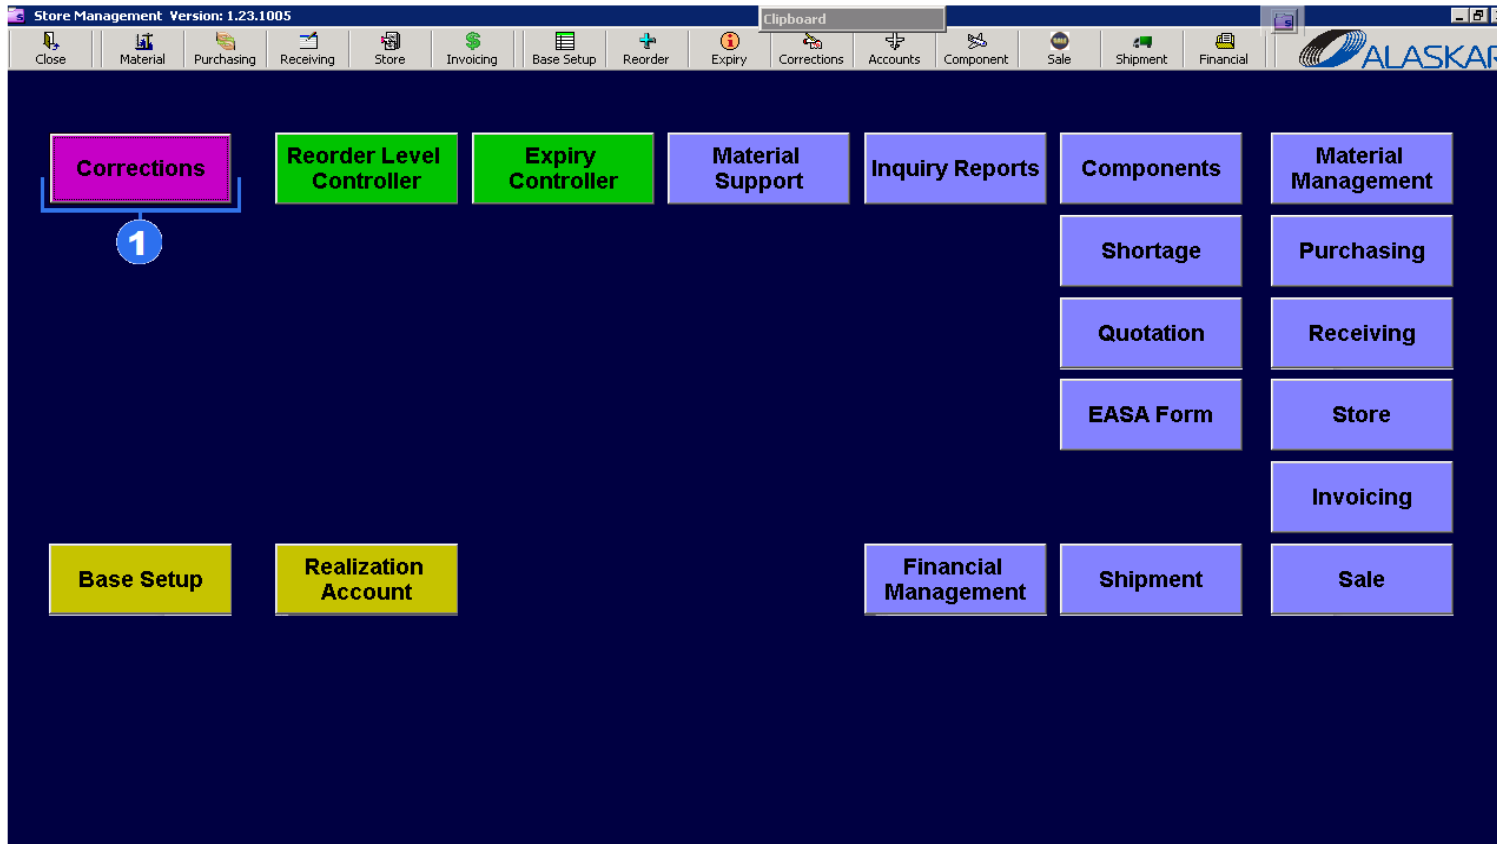 Store Management Version: 1.23.1005
Clipboard
Close Material Purchasing Receiving Store Invoicing Base Setup Reorder Expiry Corrections Accounts Component Sale Shipment Financial
ALASKAR
Corrections
Reorder Level
Controller
Expiry
Controller
Material
Support
Inquiry Reports
Components
Material
Management
1
Shortage
Purchasing
Quotation
Receiving
EASA Form
Store
Invoicing
Base Setup
Realization
Account
Financial
Management
Shipment
Sale